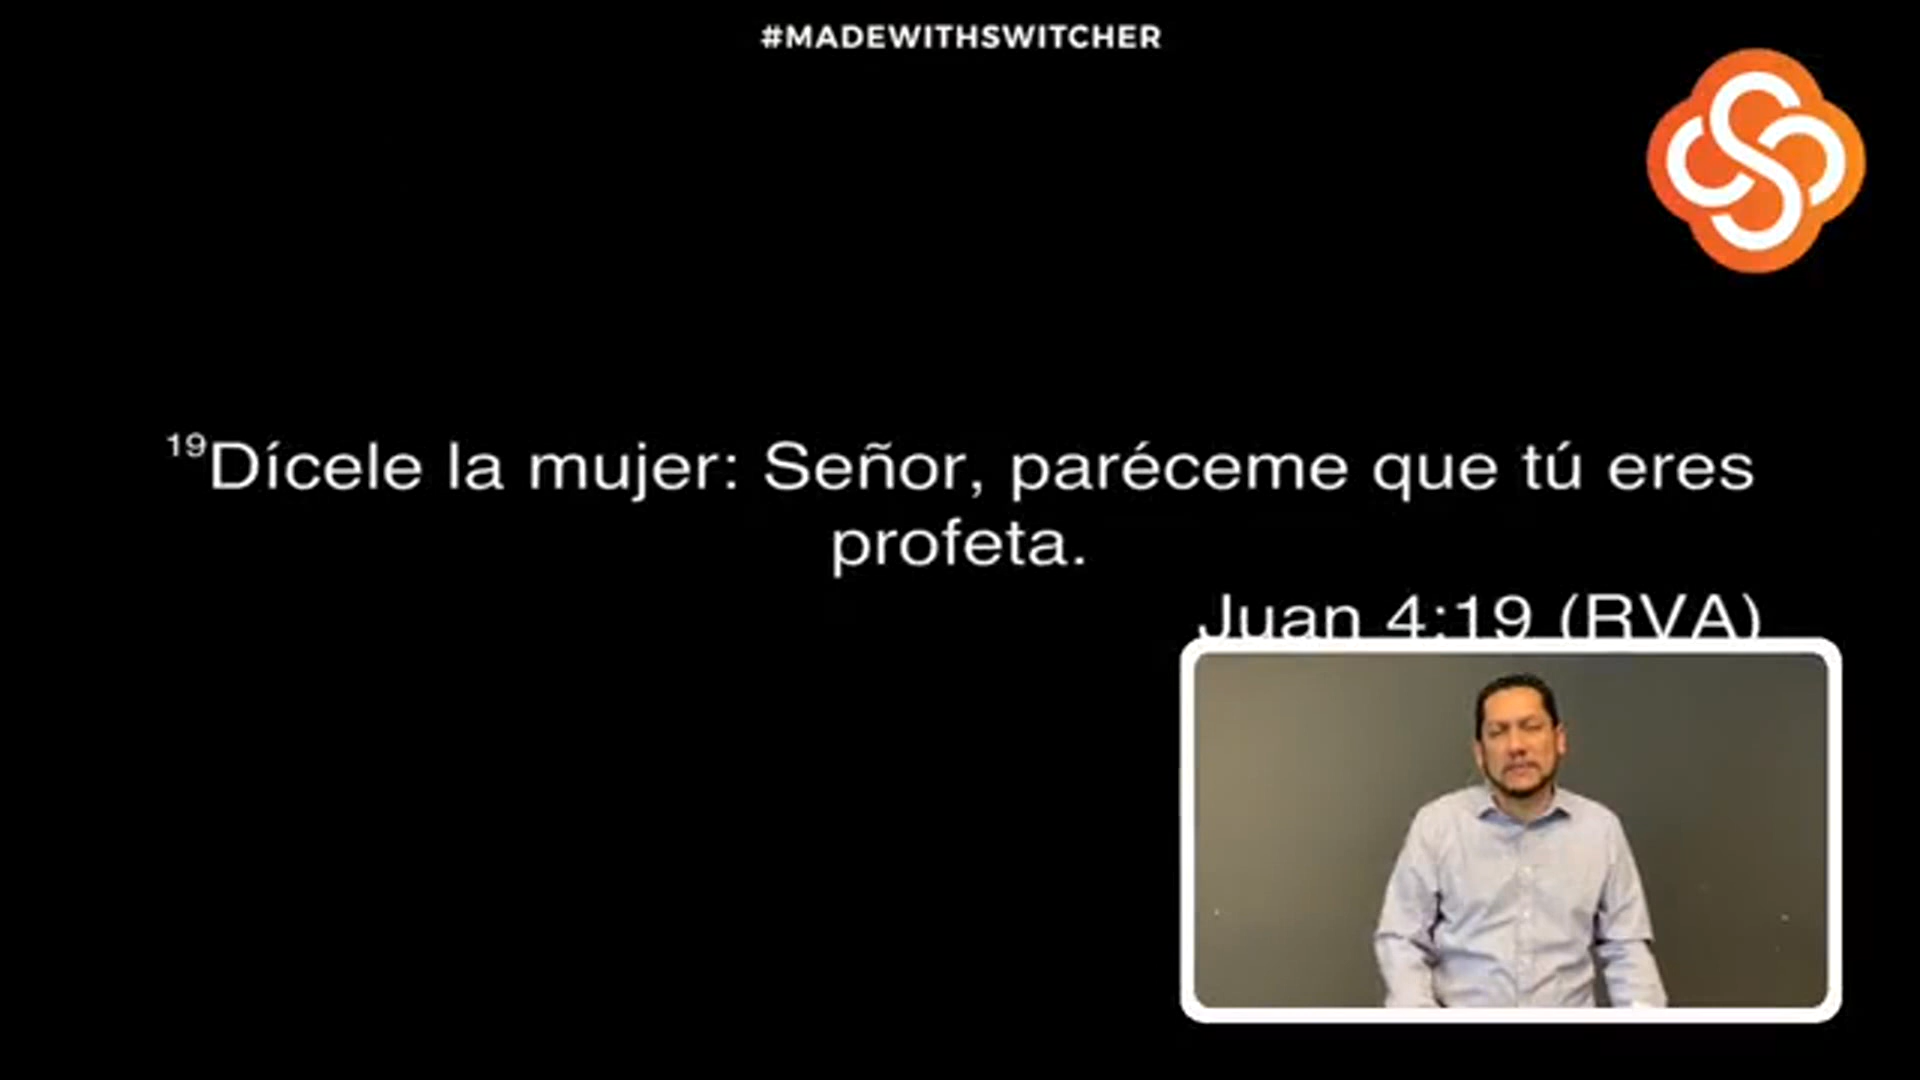 #MADEWITHSWITCHER
19Dícele la mujer: Señor, paréceme que tú eres
profeta.
Juan 4:19 (RVA)